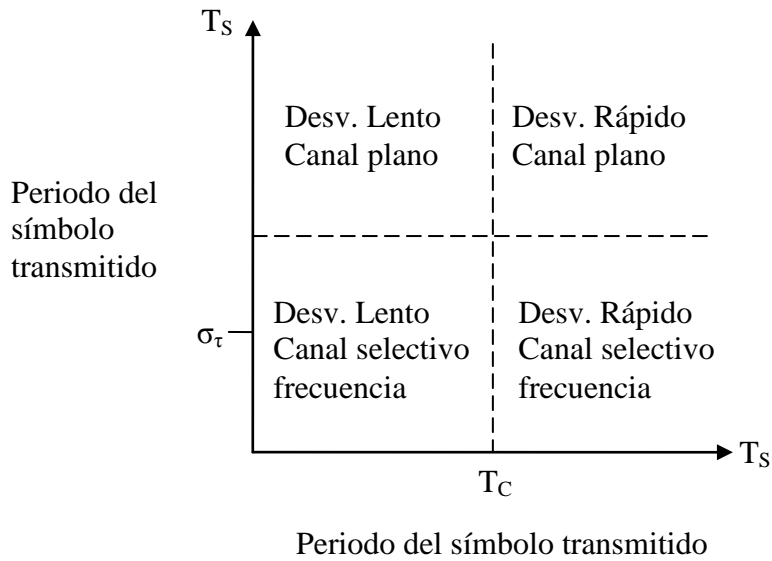 T_S
Desv. Lento
Canal plano
Desv. Rápido
Canal plano
Periodo del
símbolo
transmitido
σ_τ
Desv. Lento
Canal selectivo
frecuencia
Desv. Rápido
Canal selectivo
frecuencia
T_S
T_C
Periodo del símbolo transmitido